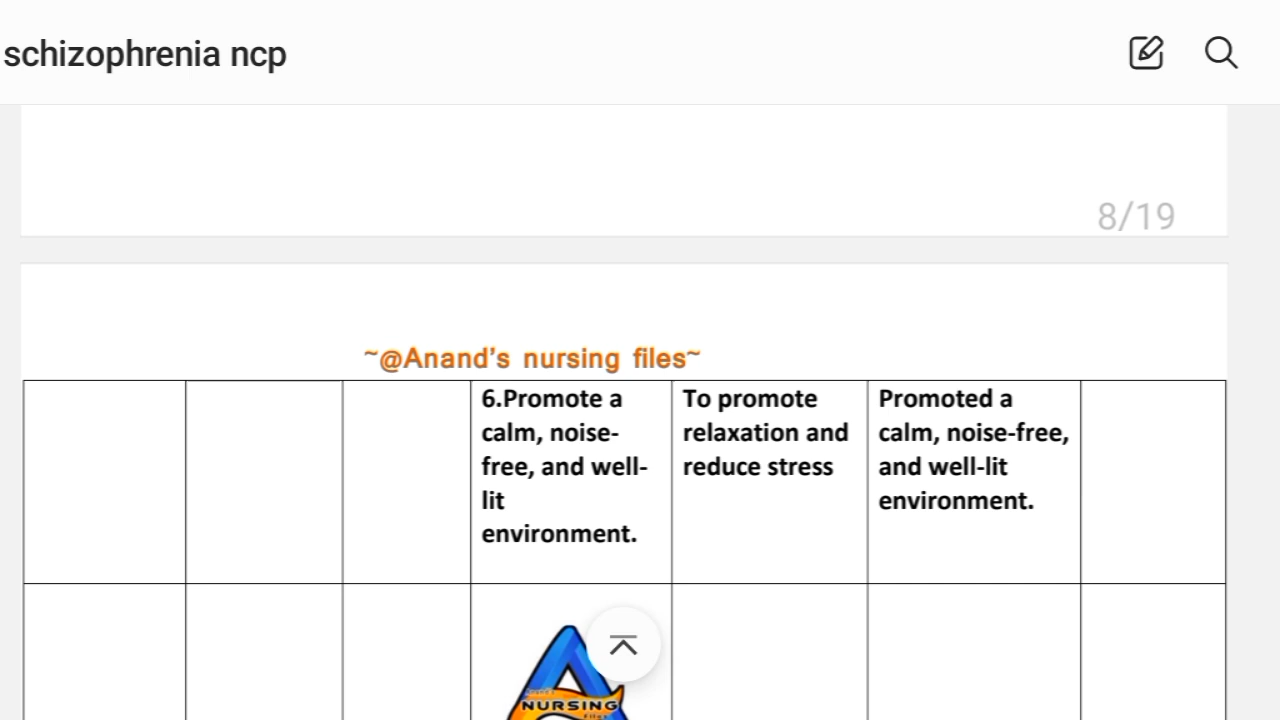 schizophrenia ncp
8/19
~@Anand's nursing files~
6.Promote a
calm, noise-
free, and well-
lit
environment.
To promote
relaxation and
reduce stress
Promoted a
calm, noise-free,
and well-lit
environment.
NURSING
Files